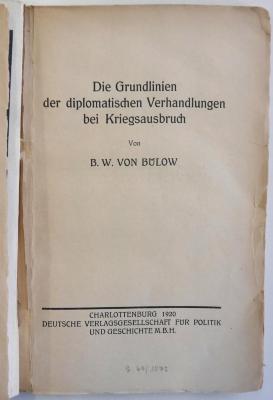 Die Grundlinien
der diplomatischen Verhandlungen
bei Kriegsausbruch
Von
B. W. VON BÜLOW
CHARLOTTENBURG 1920
DEUTSCHE VERLAGSGESELLSCHAFT FÜR POLITIK
UND GESCHICHTE M.B.H.